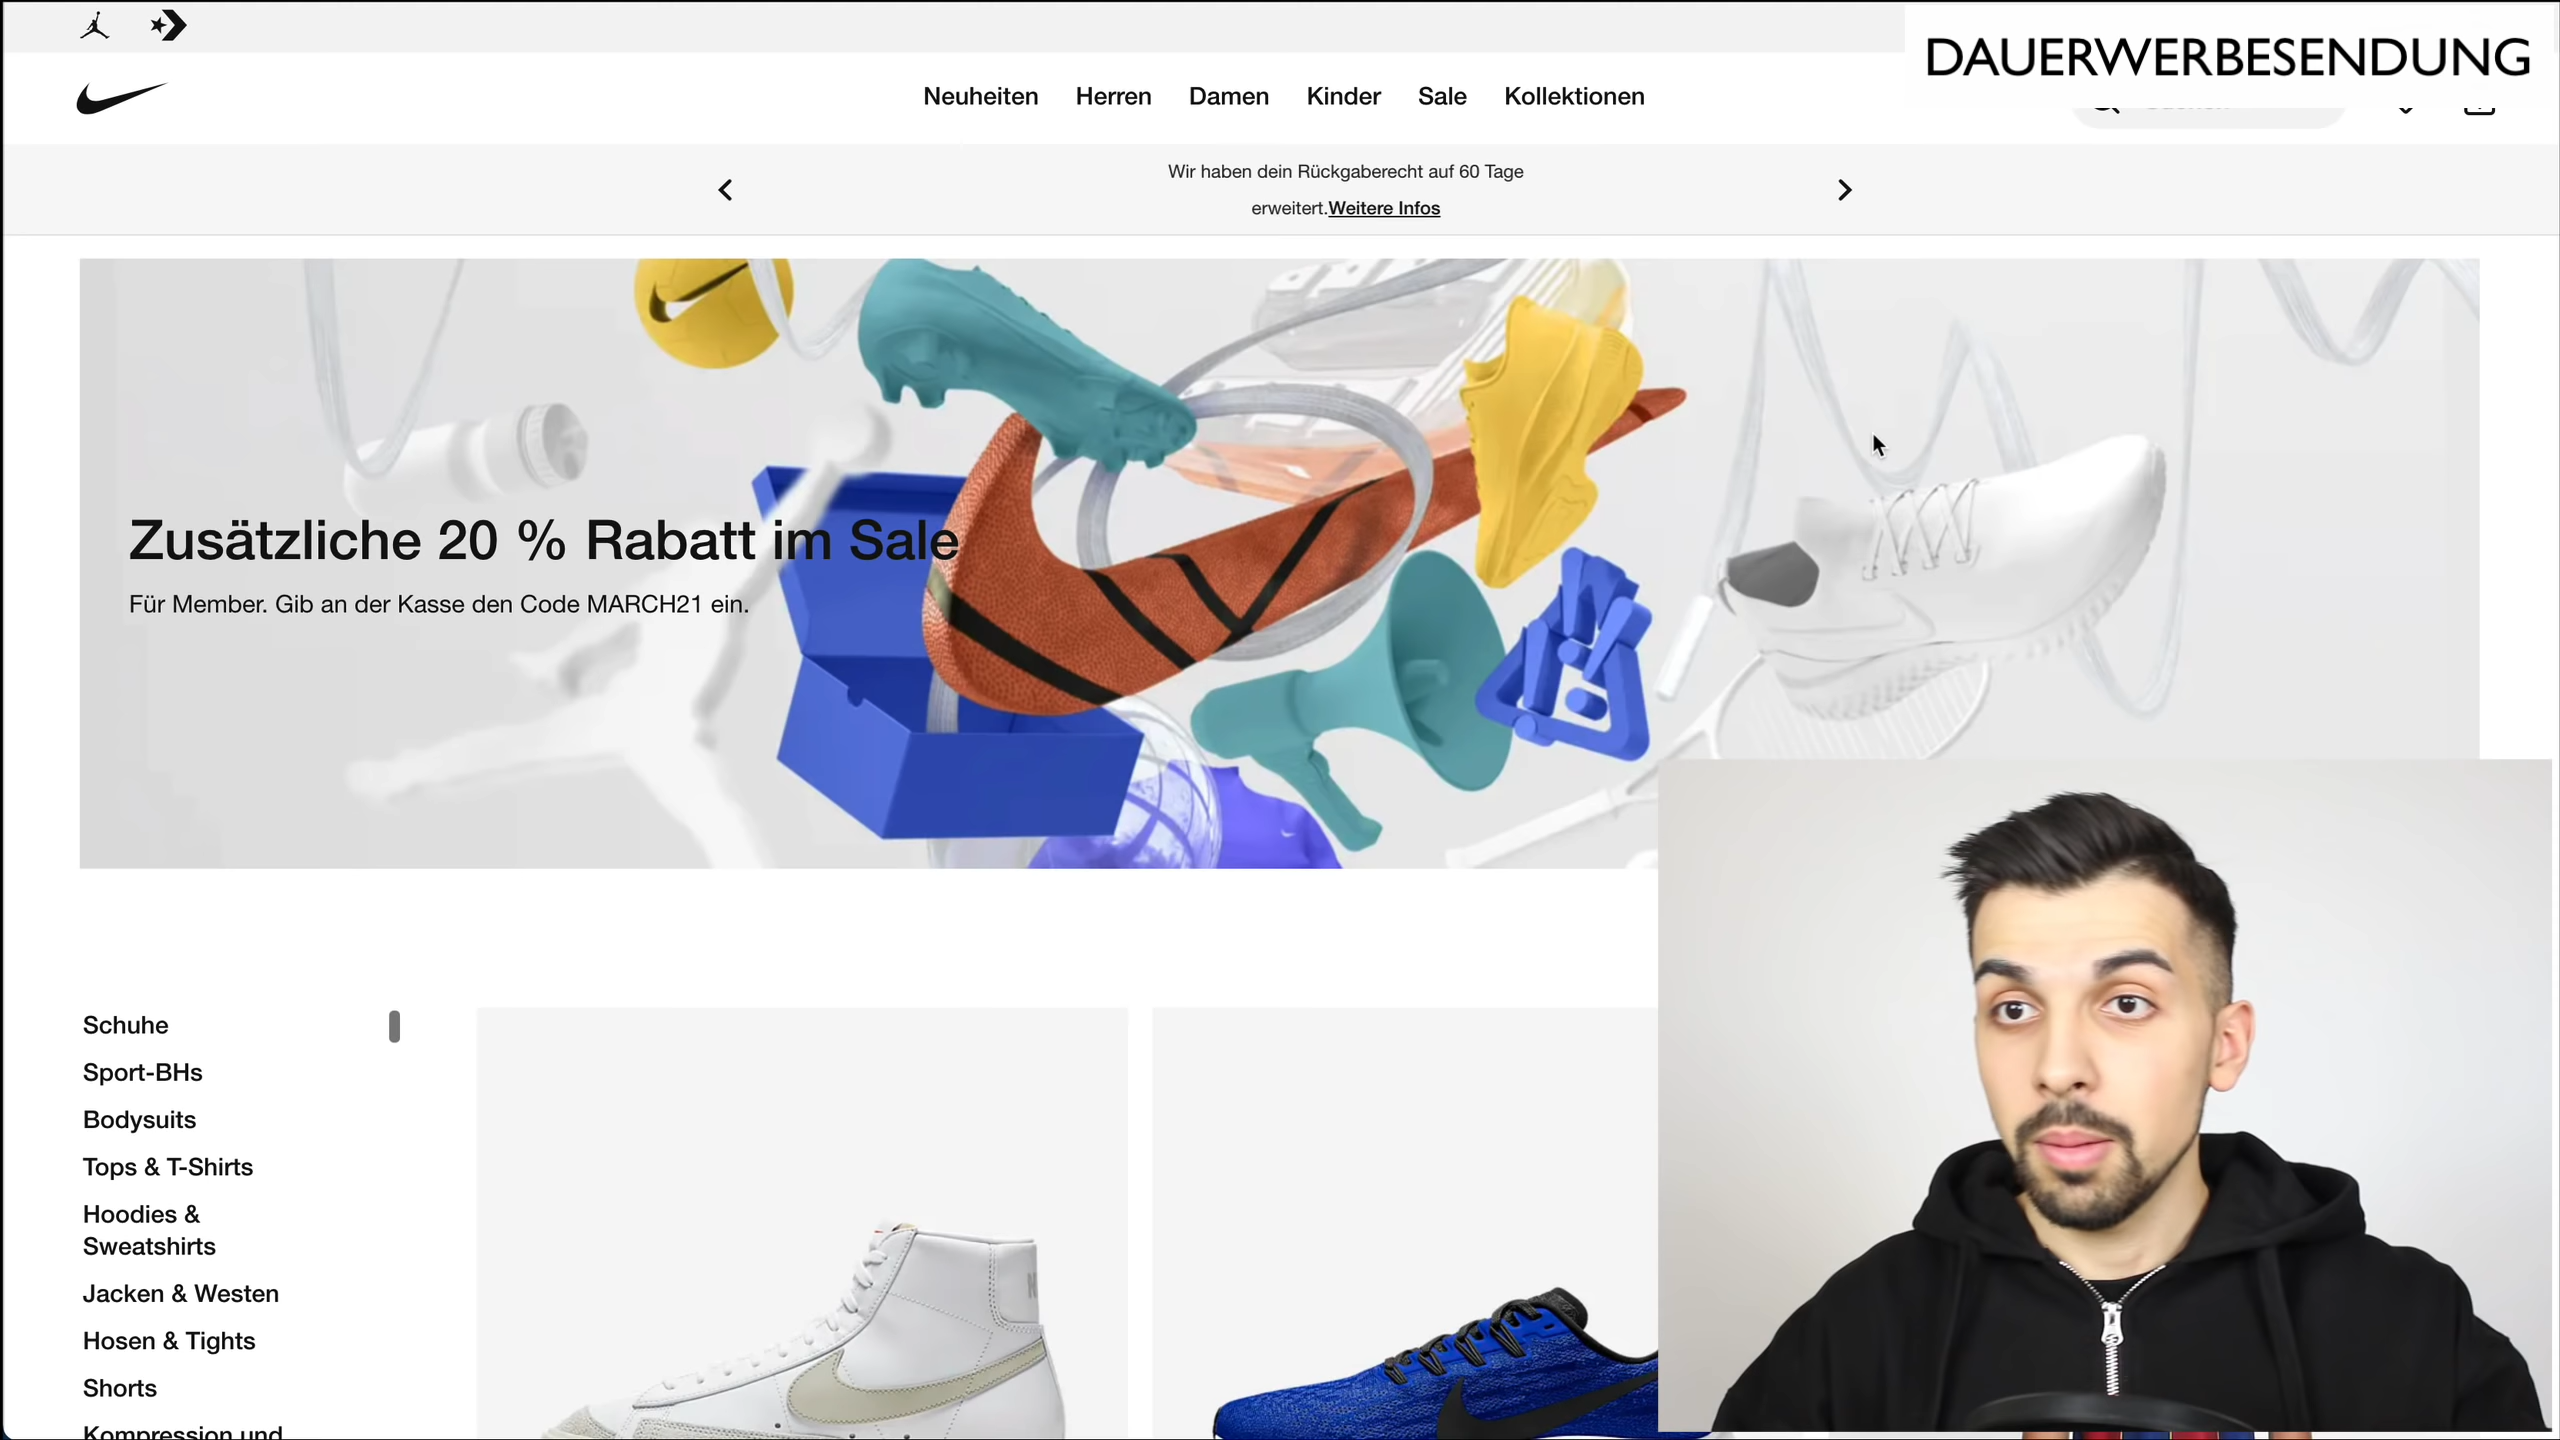 DAUERWERBESENDUNG
Neuheiten Herren Damen Kinder Sale Kollektionen
Wir haben dein Rückgaberecht auf 60 Tage
erweitert.Weitere Infos
Zusätzliche 20 % Rabatt im Sale
Für Member. Gib an der Kasse den Code MARCH21 ein.
Schuhe
Sport-BHs
Bodysuits
Tops & T-Shirts
Hoodies &
Sweatshirts
Jacken & Westen
Hosen & Tights
Shorts
Kompression und